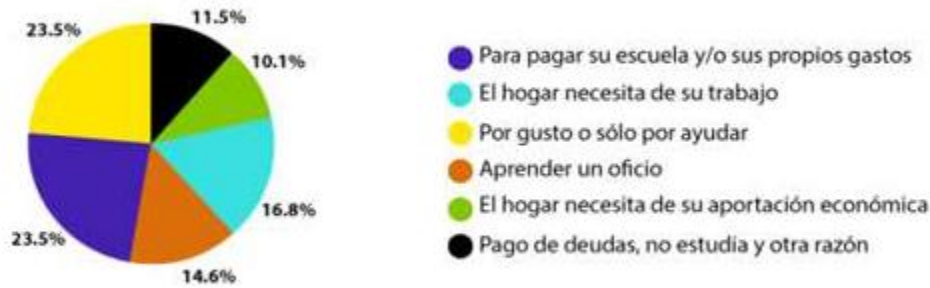 23.5%
11.5%
10.1%
16.8%
14.6%
23.5%
Para pagar su escuela y/o sus propios gastos
El hogar necesita de su trabajo
Por gusto o sólo por ayudar
Aprender un oficio
El hogar necesita de su aportación económica
Pago de deudas, no estudia y otra razón